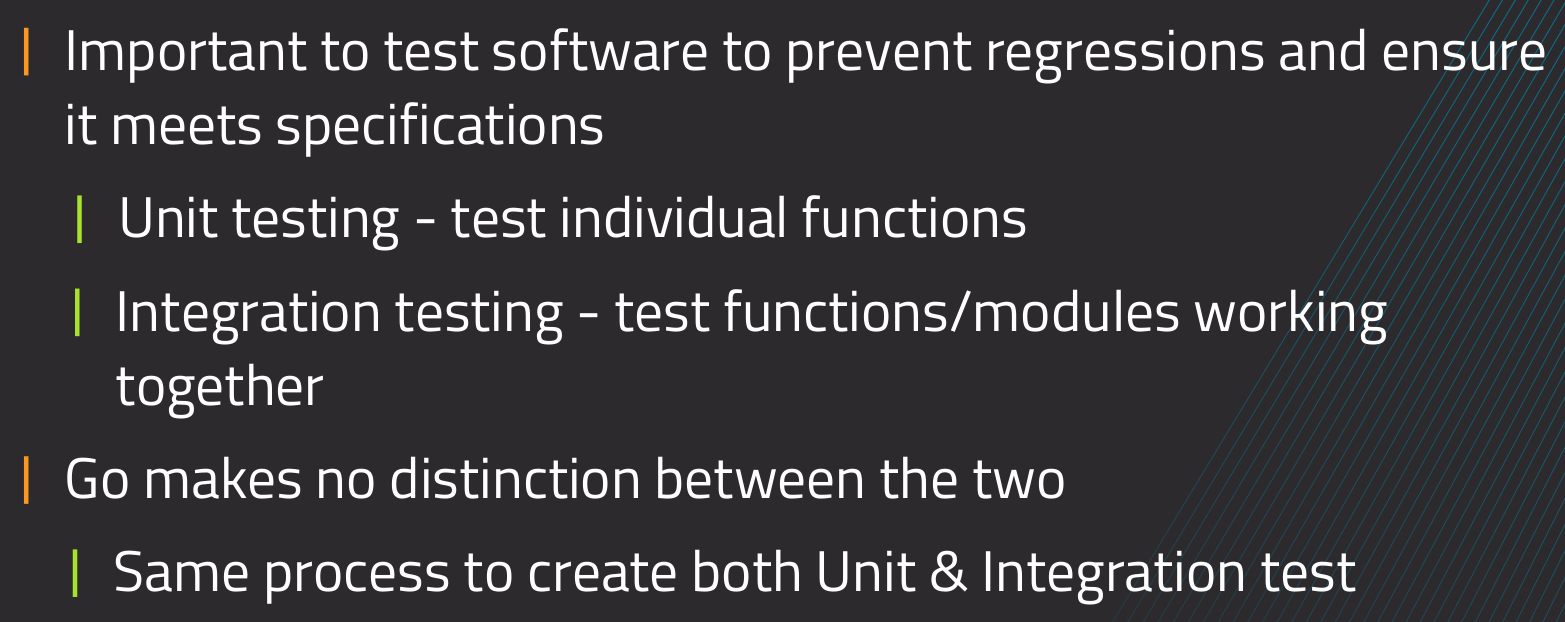 Important to test software to prevent regressions and ensure
it meets specifications
Unit testing - test individual functions
Integration testing - test functions/modules working
together
Go makes no distinction between the two
Same process to create both Unit & Integration test